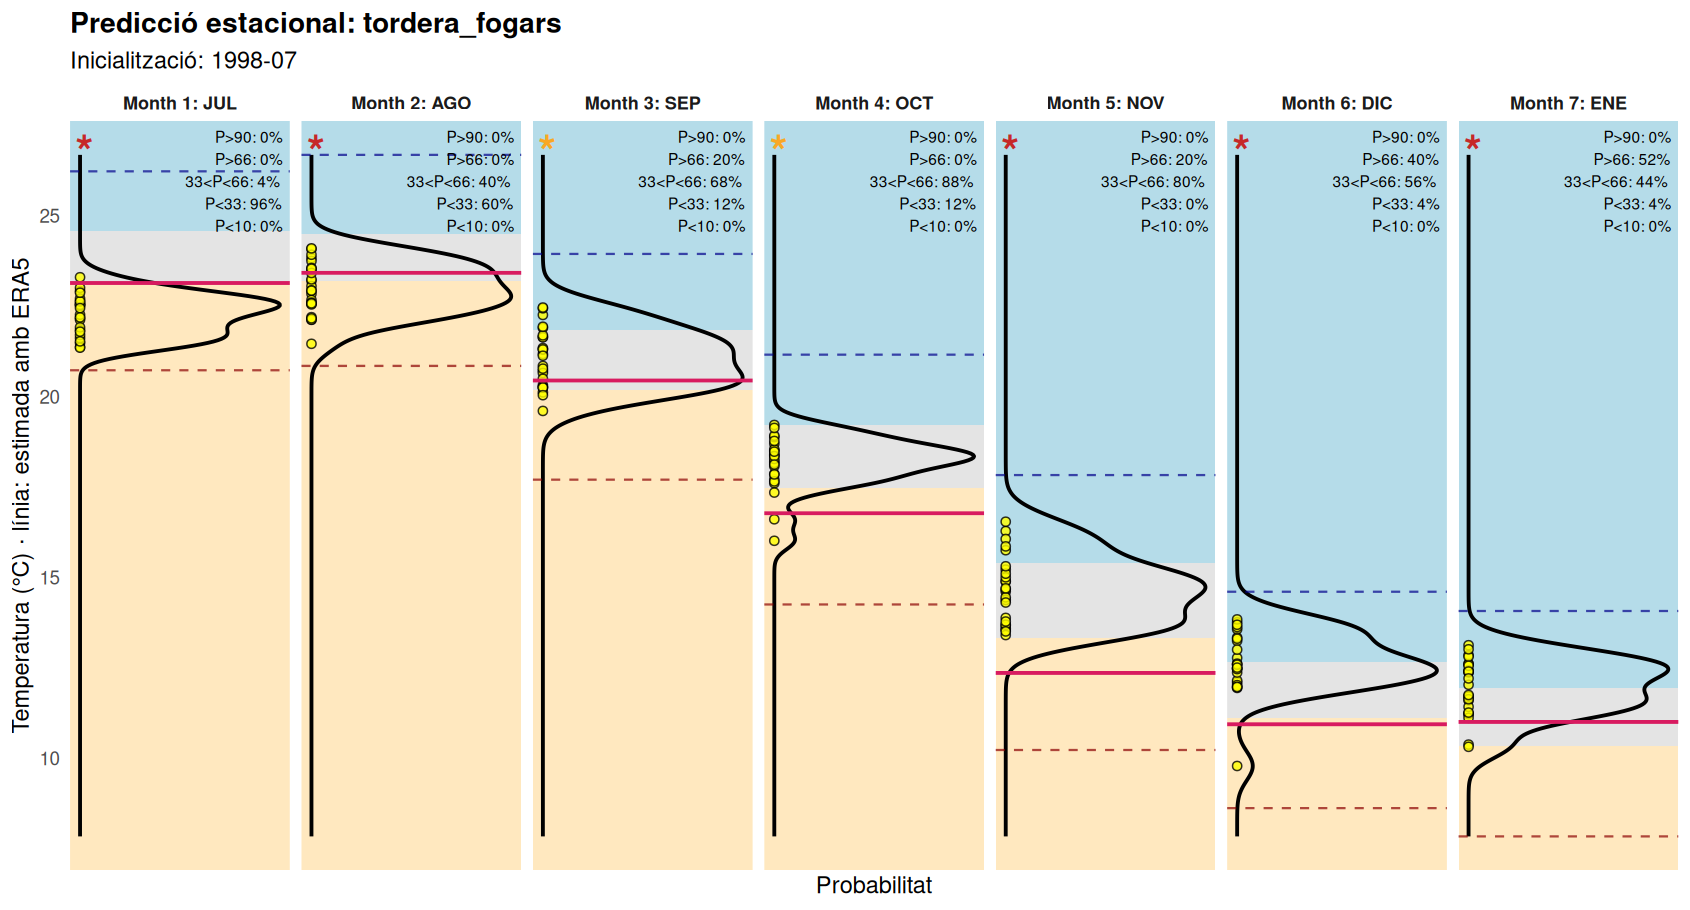 Predicció estacional: tordera_fogars
Inicialització: 1998-07
Month 1: JUL
Month 2: AGO
Month 3: SEP
Month 4: OCT
Month 5: NOV
Month 6: DIC
Month 7: ENE
P>90: 0%
P>66: 0%
33<P<66: 4%
P<33: 96%
P<10: 0%
P>90: 0%
P>66: 0%
33<P<66: 40%
P<33: 60%
P<10: 0%
P>90: 0%
P>66: 20%
33<P<66: 68%
P<33: 12%
P<10: 0%
P>90: 0%
P>66: 0%
33<P<66: 88%
P<33: 12%
P<10: 0%
P>90: 0%
P>66: 20%
33<P<66: 80%
P<33: 0%
P<10: 0%
P>90: 0%
P>66: 40%
33<P<66: 56%
P<33: 4%
P<10: 0%
P>90: 0%
P>66: 52%
33<P<66: 44%
P<33: 4%
P<10: 0%
25
20
15
10
Temperatura (°C) · línia: estimada amb ERA5
Probabilitat